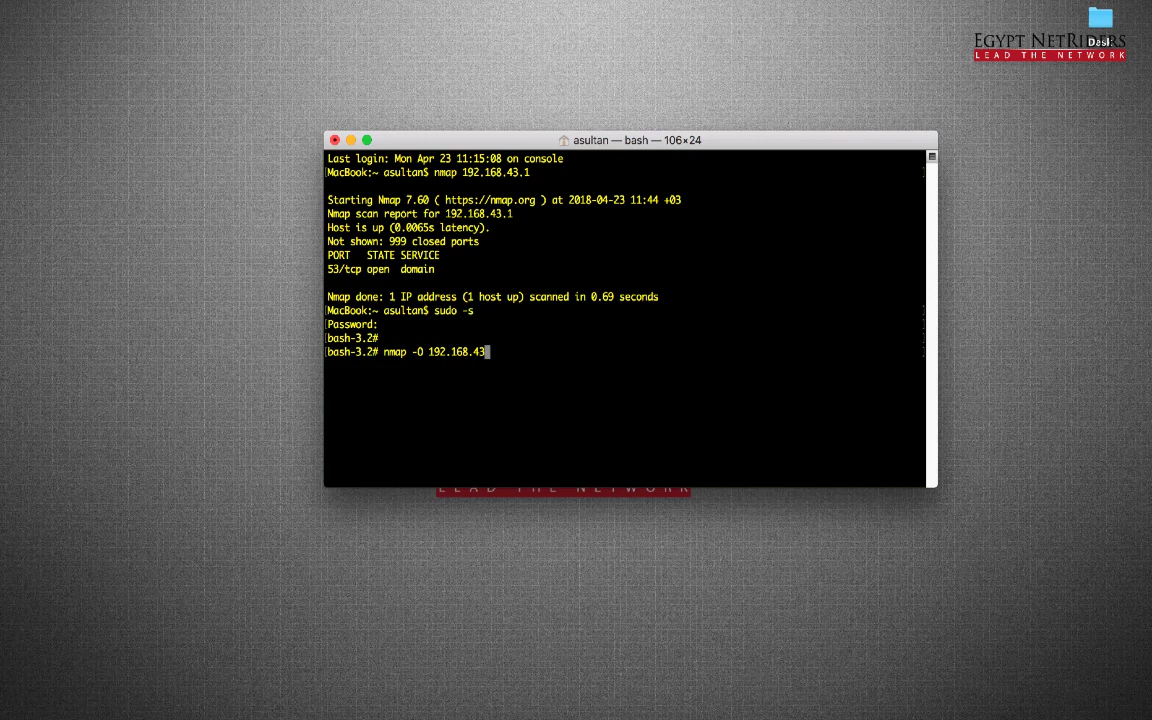 Dash
EGYPT NETRIDERS
LEAD THE NETWORK
asultan — bash — 106×24
Last login: Mon Apr 23 11:15:08 on console
[MacBook:~ asultan$ nmap 192.168.43.1
Starting Nmap 7.60 ( https://nmap.org ) at 2018-04-23 11:44 +03
Nmap scan report for 192.168.43.1
Host is up (0.0065s latency).
Not shown: 999 closed ports
PORT   STATE SERVICE
53/tcp open  domain
Nmap done: 1 IP address (1 host up) scanned in 0.69 seconds
[MacBook:~ asultan$ sudo -s
[Password:
[bash-3.2#
[bash-3.2# nmap -O 192.168.43
LEAD THE NETWORK